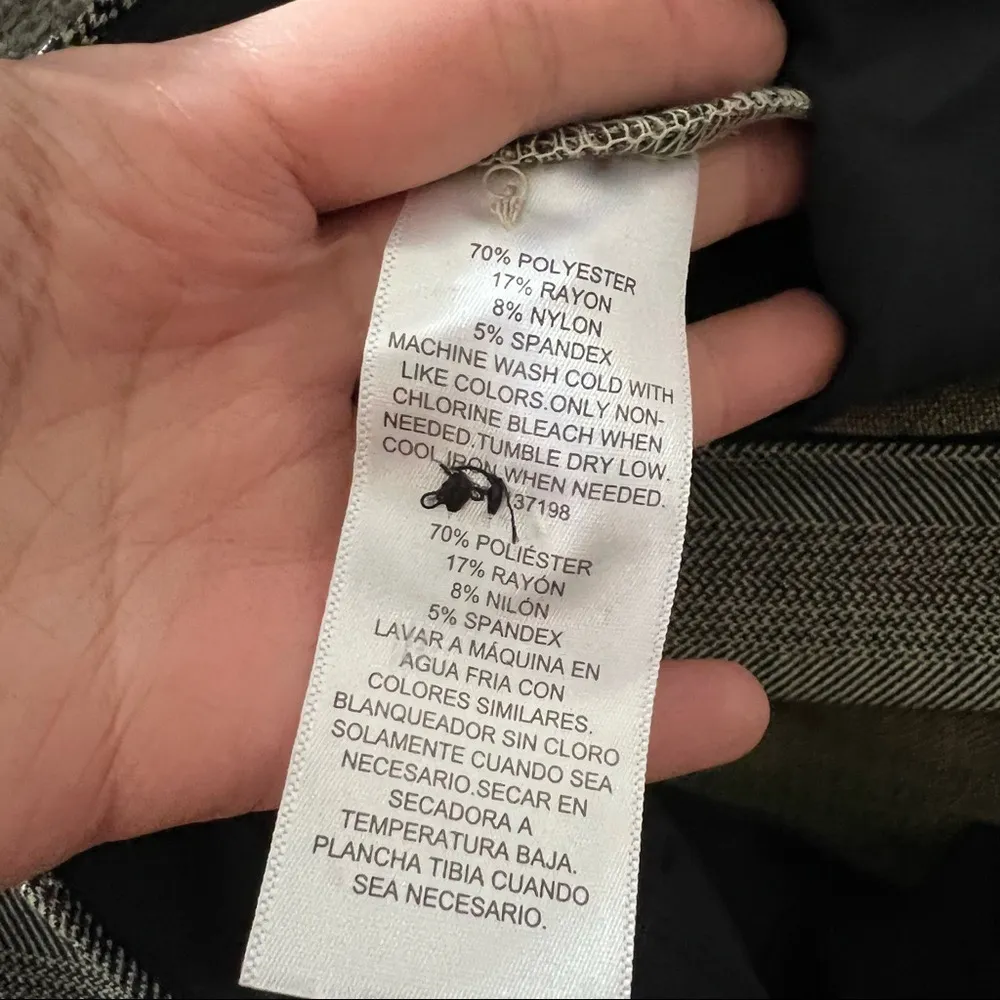 70% POLYESTER
17% RAYON
8% NYLON
5% SPANDEX
MACHINE WASH COLD WITH
LIKE COLORS.ONLY NON-
CHLORINE BLEACH WHEN
NEEDED.TUMBLE DRY LOW.
COOL IRON WHEN NEEDED.
37198
70% POLIÉSTER
17% RAYÓN
8% NILÓN
5% SPANDEX
LAVAR A MÁQUINA EN
AGUA FRIA CON
COLORES SIMILARES.
BLANQUEADOR SIN CLORO
SOLAMENTE CUANDO SEA
NECESARIO.SECAR EN
SECADORA A
TEMPERATURA BAJA.
PLANCHA TIBIA CUANDO
SEA NECESARIO.